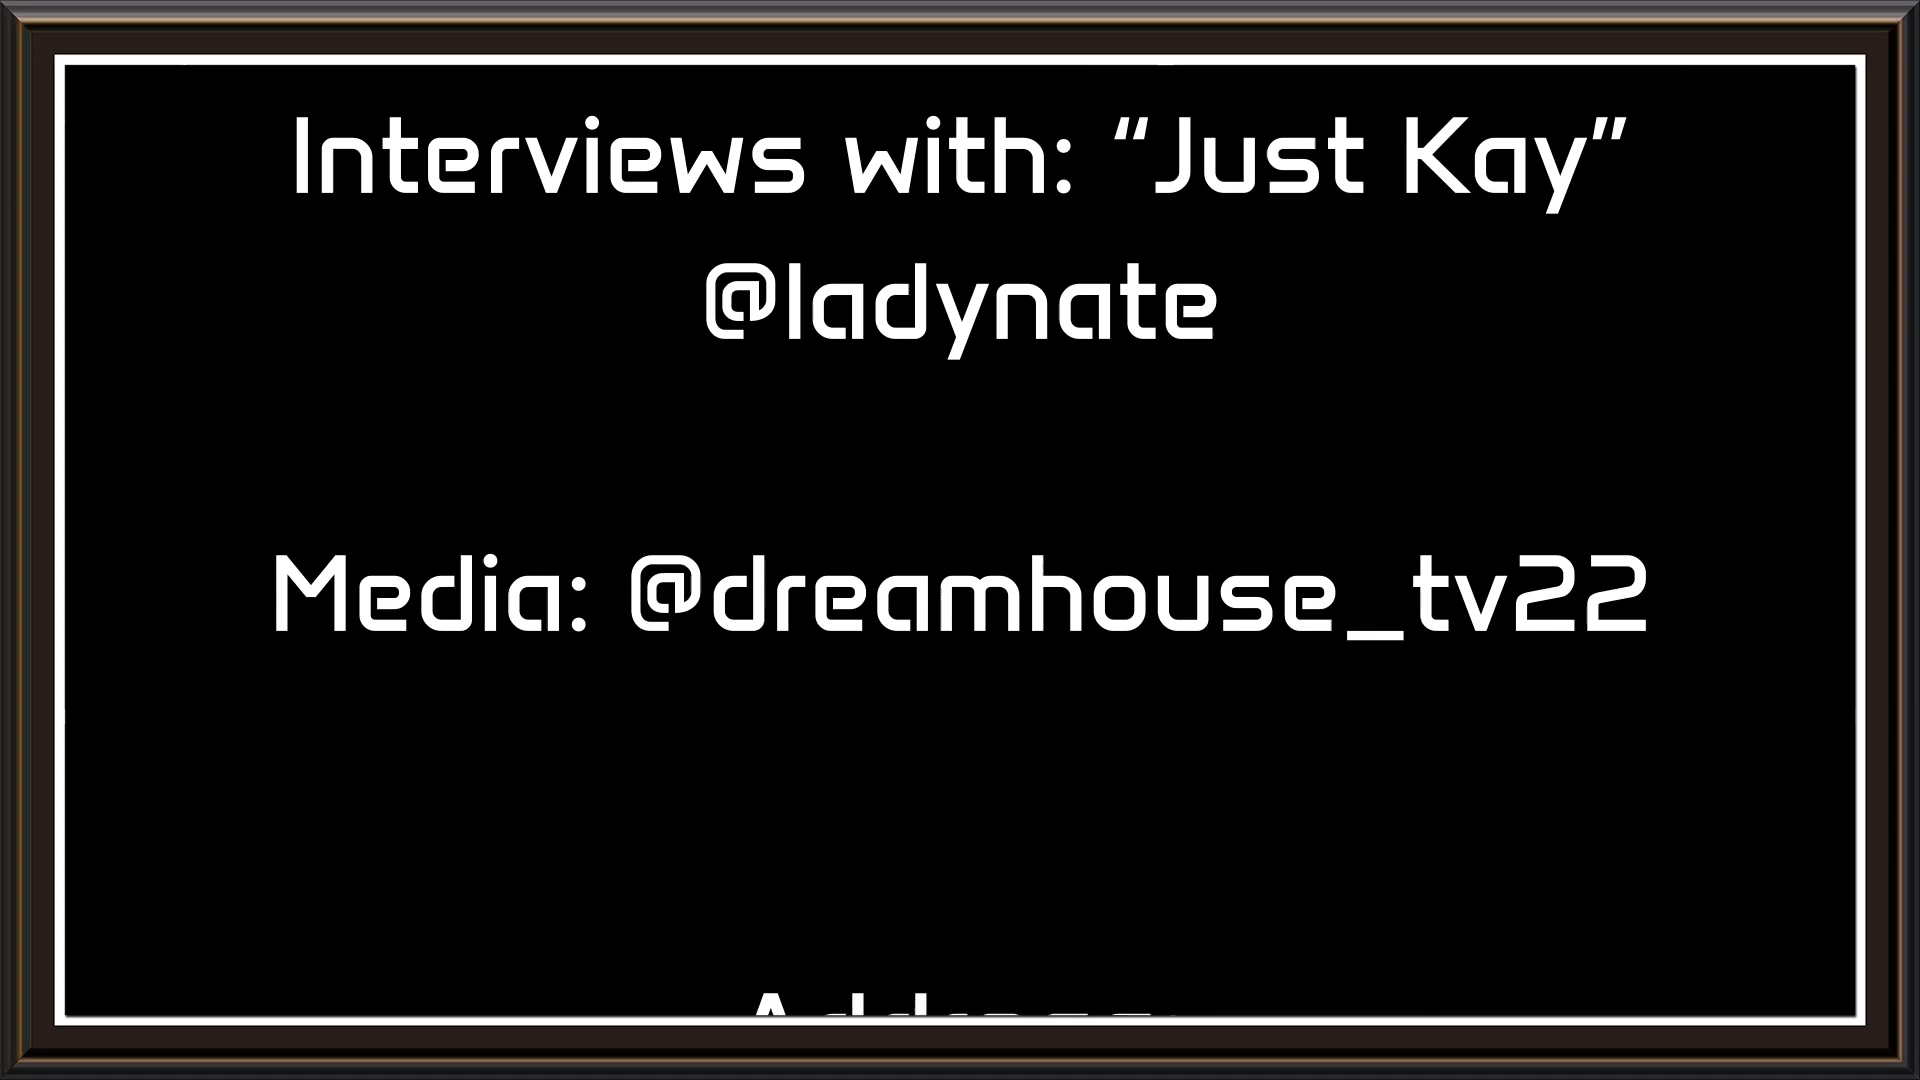 Interviews with: “Just Kay”
@ladynate
Media: @dreamhouse_tv22